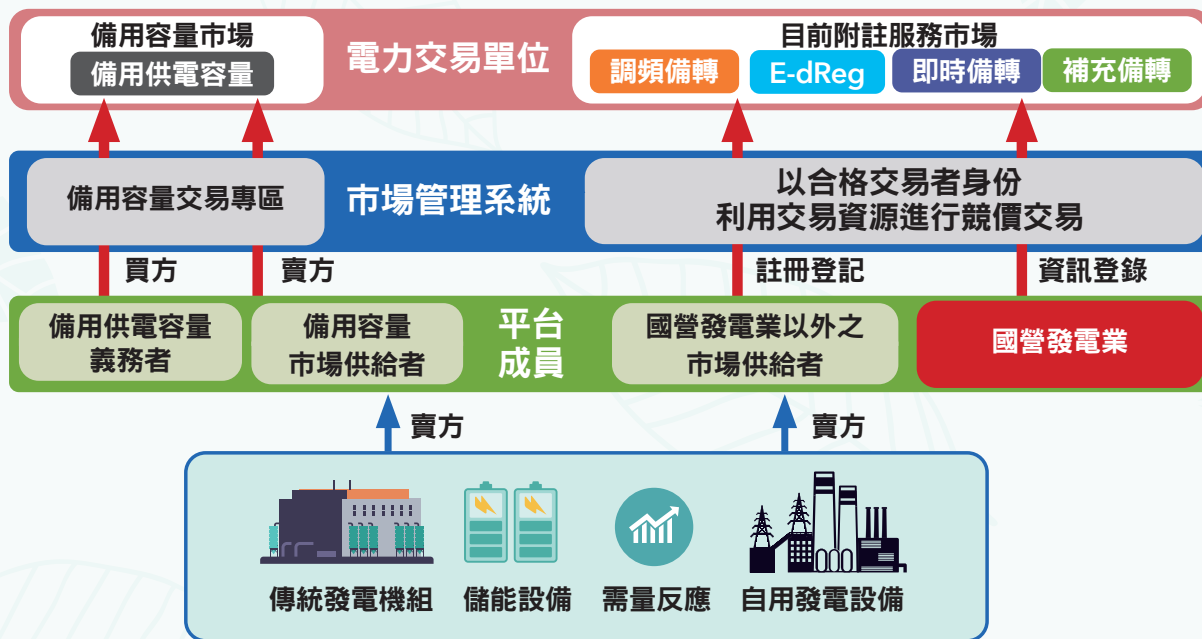 備用容量市場
備用供電容量
電力交易單位
目前附註服務市場
調頻備轉
E-dReg
即時備轉
補充備轉
備用容量交易專區
市場管理系統
以合格交易者身份
利用交易資源進行競價交易
買方
賣方
註冊登記
資訊登錄
備用供電容量
義務者
備用容量
市場供給者
平台
成員
國營發電業以外之
市場供給者
國營發電業
賣方
賣方
傳統發電機組
儲能設備
需量反應
自用發電設備